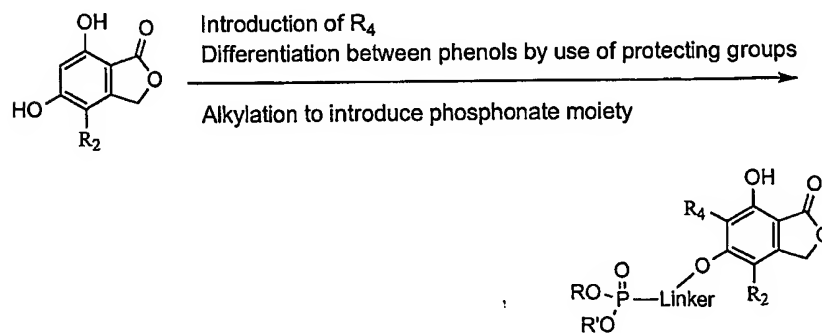 Introduction of R4
Differentiation between phenols by use of protecting groups
Alkylation to introduce phosphonate moiety
OH O
O
HO
R2
OH O
R4
O
O
O
RO-P-Linker
R'O
R2